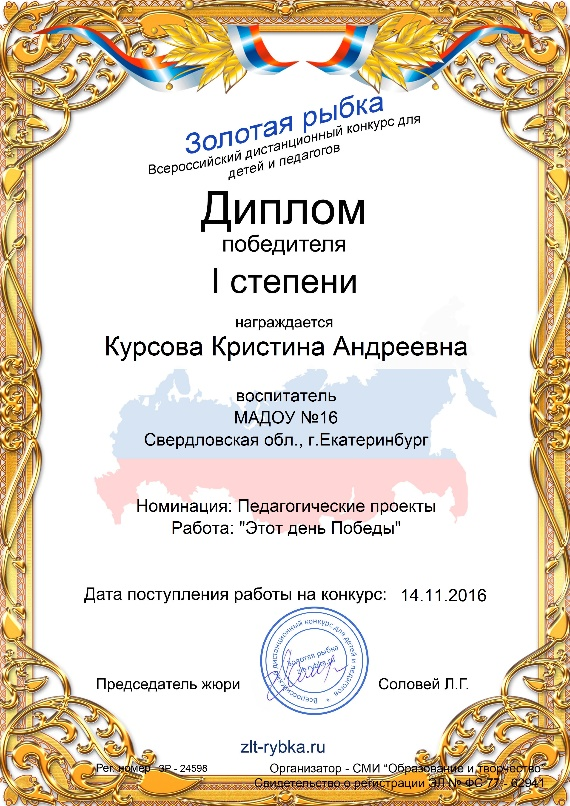 Золотая рыбка
Всероссийский дистанционный конкурс для
детей и педагогов
Диплом
победителя
I степени
награждается
Курсова Кристина Андреевна
воспитатель
МАДОУ №16
Свердловская обл., г.Екатеринбург
Номинация: Педагогические проекты
Работа: "Этот день Победы"
Дата поступления работы на конкурс: 14.11.2016
Всероссийский дистанционный конкурс для детей и педагогов
Золотая рыбка
zlt-rybka.ru
Председатель жюри Соловей Л.Г.
zlt-rybka.ru
Рег. номер ЗР - 24598 Организатор - СМИ "Образование и творчество"
Свидетельство о регистрации ЭЛ № ФС 77 - 62941